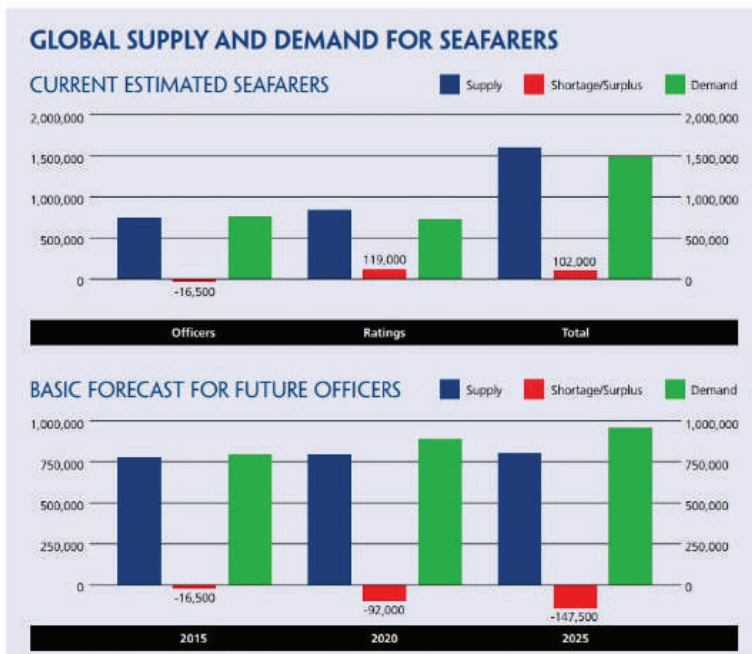 GLOBAL SUPPLY AND DEMAND FOR SEAFARERS
CURRENT ESTIMATED SEAFARERS Supply Shortage/Surplus Demand
2,000,000 2,000,000
1,500,000 1,500,000
1,000,000 1,000,000
500,000 119,000 102,000 500,000
0 0
-16,500
Officers Ratings Total
BASIC FORECAST FOR FUTURE OFFICERS Supply Shortage/Surplus Demand
1,000,000 1,000,000
750,000 750,000
500,000 500,000
250,000 250,000
0 0
-16,500 -92,000 -147,500
2015 2020 2025